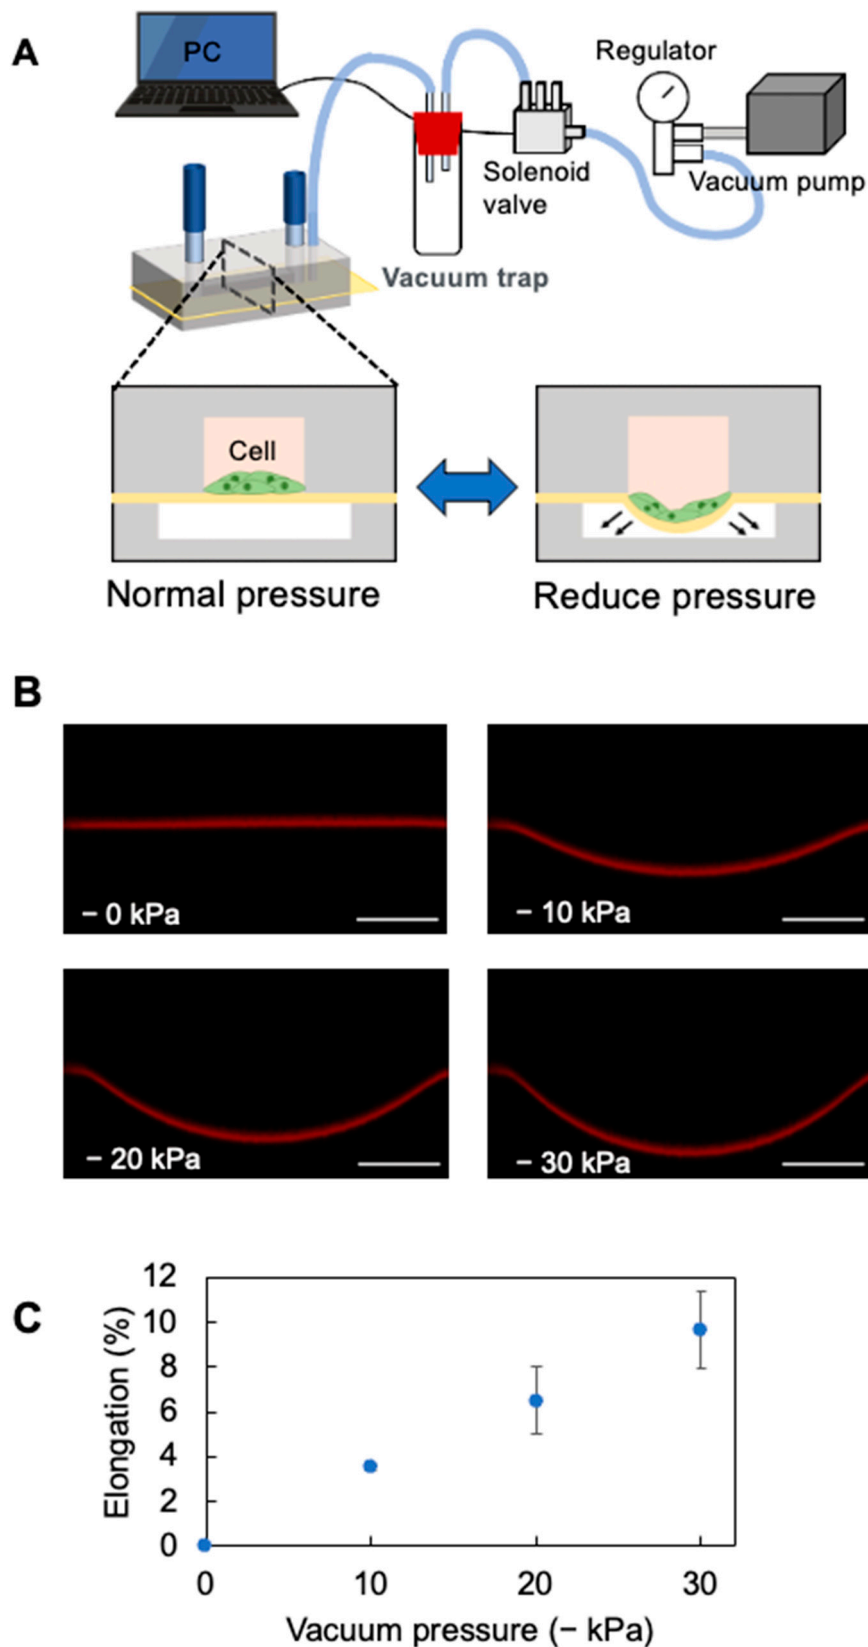 A
PC
Regulator
Solenoid
valve
Vacuum pump
Vacuum trap
Cell
Normal pressure
Reduce pressure
B
− 0 kPa
− 10 kPa
− 20 kPa
− 30 kPa
C
Elongation (%)
12
10
8
6
4
2
0
0 10 20 30
Vacuum pressure (− kPa)